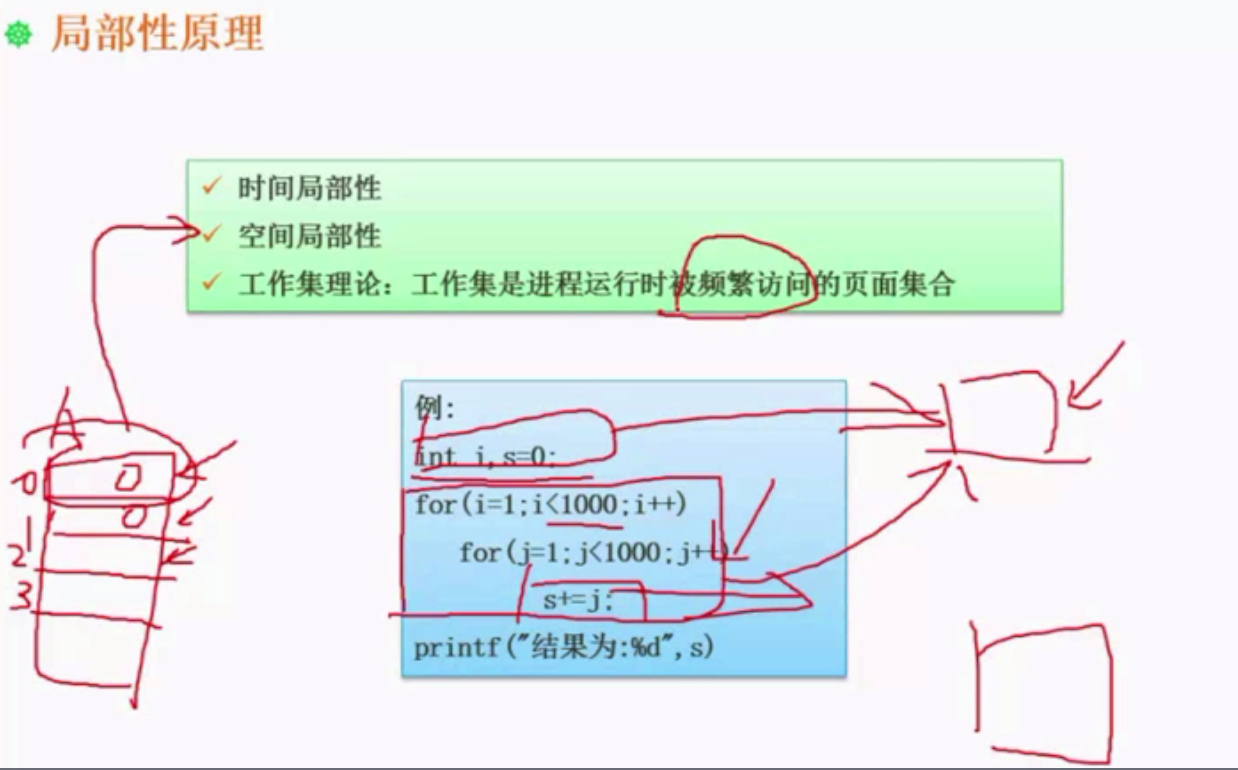 局部性原理
时间局部性
空间局部性
工作集理论：工作集是进程运行时被频繁访问的页面集合
例:
int i,s=0;
for(i=1;i<1000;i++)
for(j=1;j<1000;j++)
s+=j;
printf("结果为:%d",s)
A
0 0
0
1
2
3